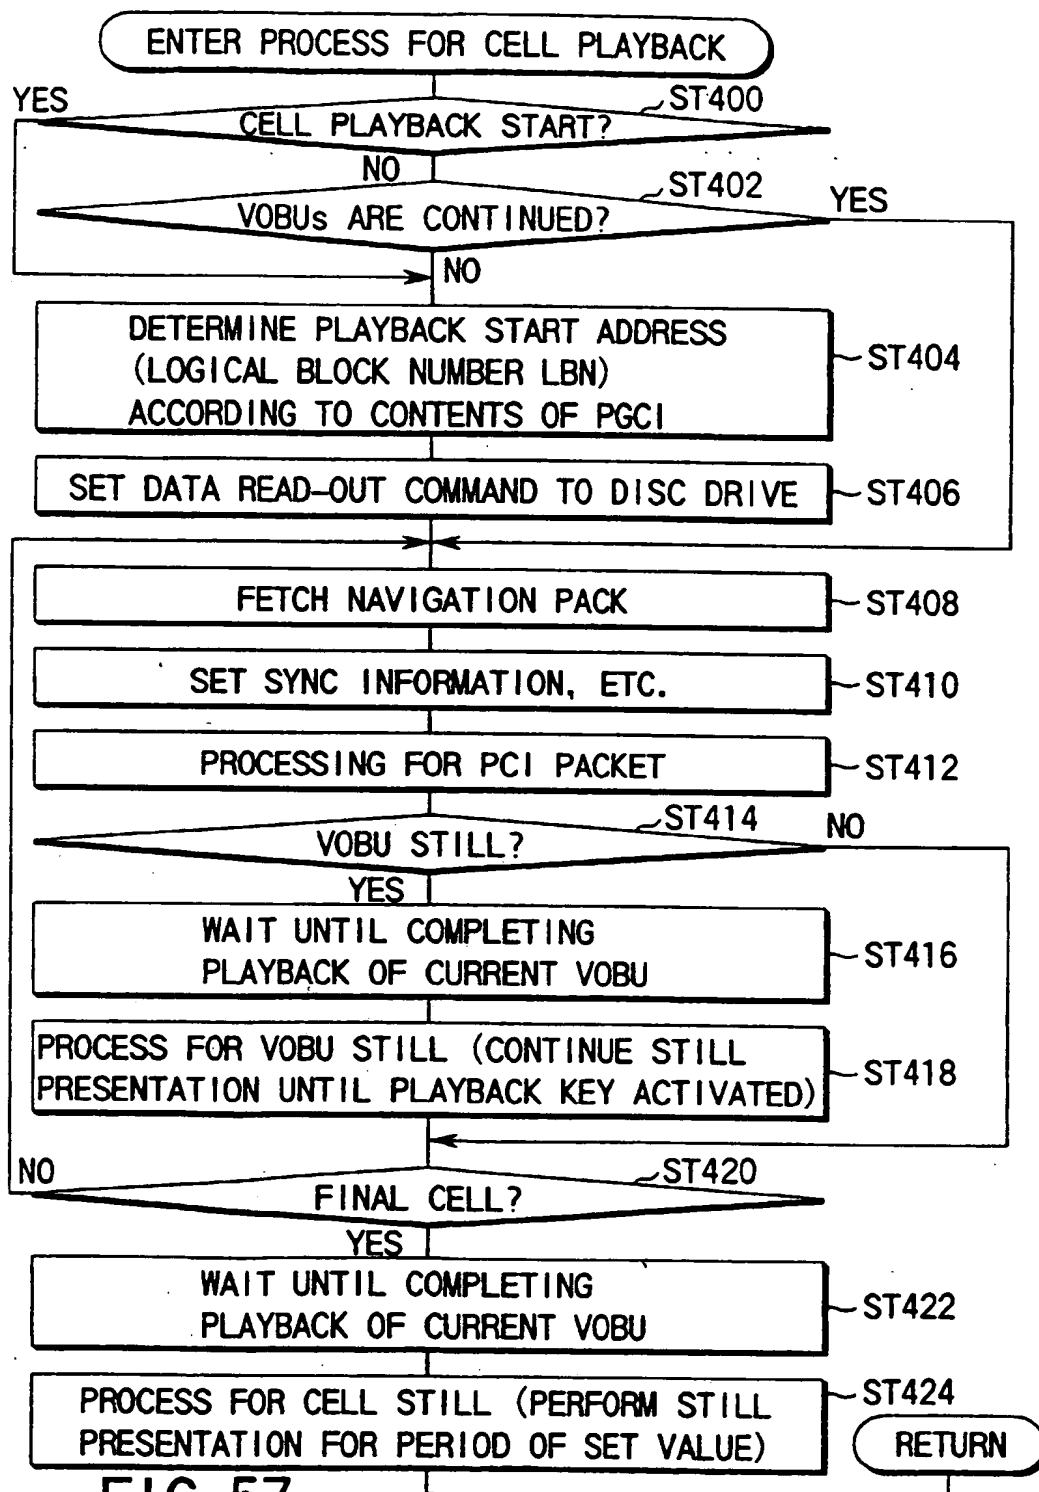 ENTER PROCESS FOR CELL PLAYBACK
YES
ST400
CELL PLAYBACK START?
NO
ST402
YES
VOBUs ARE CONTINUED?
NO
DETERMINE PLAYBACK START ADDRESS
(LOGICAL BLOCK NUMBER LBN)
ACCORDING TO CONTENTS OF PGCI
ST404
SET DATA READ-OUT COMMAND TO DISC DRIVE
ST406
FETCH NAVIGATION PACK
ST408
SET SYNC INFORMATION, ETC.
ST410
PROCESSING FOR PCI PACKET
ST412
ST414
NO
VOBU STILL?
YES
WAIT UNTIL COMPLETING
PLAYBACK OF CURRENT VOBU
ST416
PROCESS FOR VOBU STILL (CONTINUE STILL
PRESENTATION UNTIL PLAYBACK KEY ACTIVATED)
ST418
NO
ST420
FINAL CELL?
YES
WAIT UNTIL COMPLETING
PLAYBACK OF CURRENT VOBU
ST422
PROCESS FOR CELL STILL (PERFORM STILL
PRESENTATION FOR PERIOD OF SET VALUE)
ST424
RETURN
FIG. 57